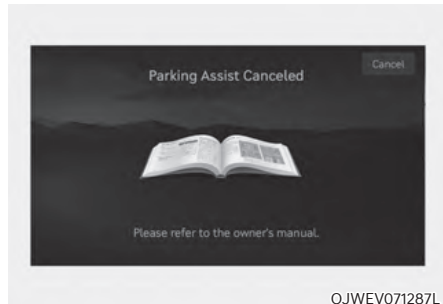 Cancel
Parking Assist Canceled
Please refer to the owner's manual.
OJWEV071287L